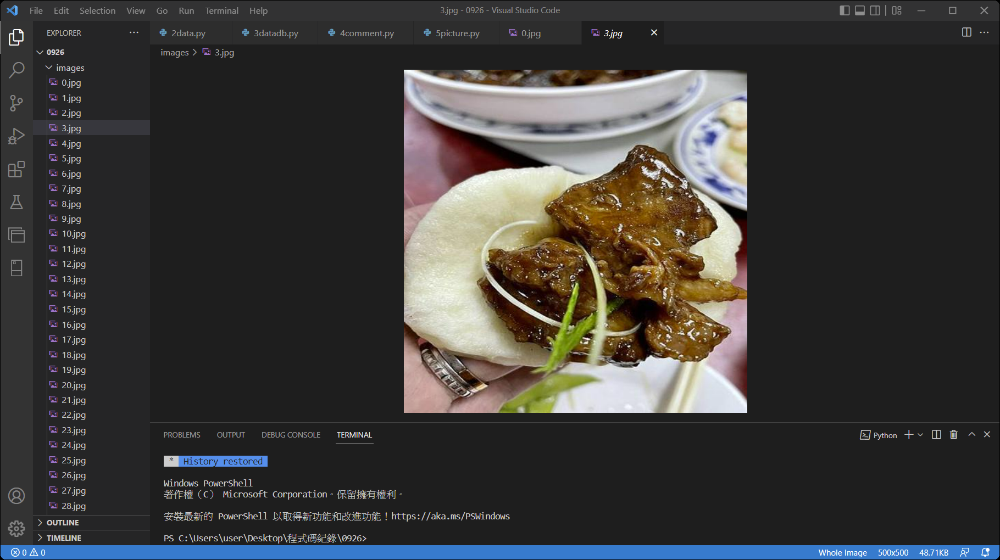 File Edit Selection View Go Run Terminal Help
3.jpg - 0926 - Visual Studio Code
EXPLORER
2data.py
3datadb.py
4comment.py
5picture.py
0.jpg
3.jpg
images > 3.jpg
0926
images
0.jpg
1.jpg
2.jpg
3.jpg
4.jpg
5.jpg
6.jpg
7.jpg
8.jpg
9.jpg
10.jpg
11.jpg
12.jpg
13.jpg
14.jpg
15.jpg
16.jpg
17.jpg
18.jpg
19.jpg
20.jpg
21.jpg
22.jpg
23.jpg
24.jpg
25.jpg
26.jpg
27.jpg
28.jpg
OUTLINE
TIMELINE
PROBLEMS OUTPUT DEBUG CONSOLE TERMINAL
Python
* History restored
Windows PowerShell
著作權（C） Microsoft Corporation。保留擁有權利。
安裝最新的 PowerShell 以取得新功能和改進功能！https://aka.ms/PSWindows
PS C:\Users\user\Desktop\程式碼紀錄\0926>
0 0
Whole Image 500x500 48.71KB